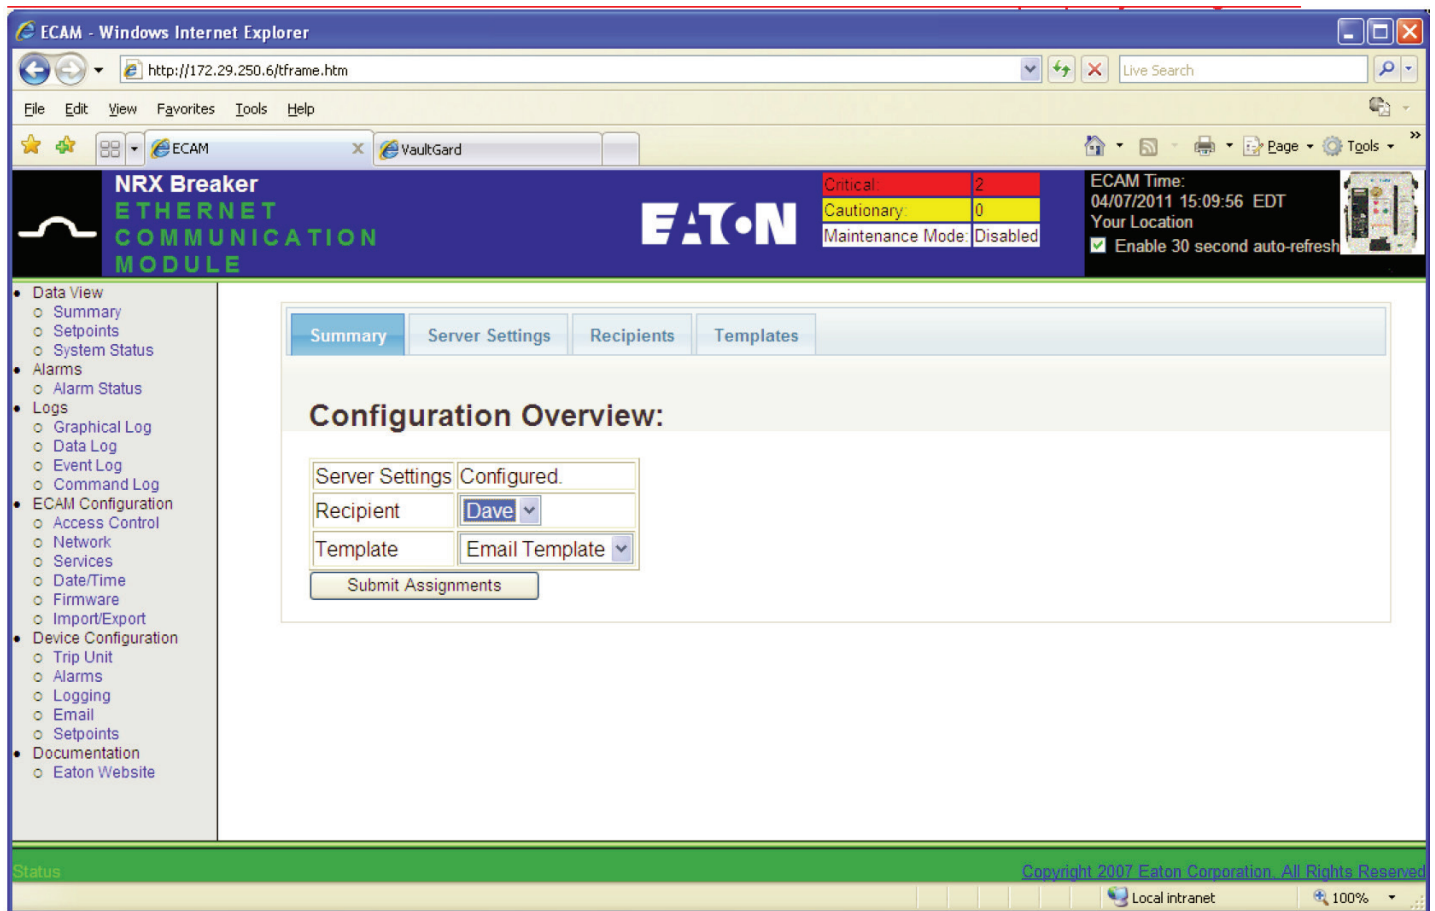 ECAM - Windows Internet Explorer
http://172.29.250.6/tframe.htm
Live Search
File Edit View Favorites Tools Help
ECAM
VaultGard
Page
Tools
NRX Breaker
ETHERNET
COMMUNICATION
MODULE
EATON
Critical: 2
Cautionary: 0
Maintenance Mode: Disabled
ECAM Time:
04/07/2011 15:09:56 EDT
Your Location
Enable 30 second auto-refresh
Data View
Summary
Setpoints
System Status
Alarms
Alarm Status
Logs
Graphical Log
Data Log
Event Log
Command Log
ECAM Configuration
Access Control
Network
Services
Date/Time
Firmware
Import/Export
Device Configuration
Trip Unit
Alarms
Logging
Email
Setpoints
Documentation
Eaton Website
Summary Server Settings Recipients Templates
Configuration Overview:
Server Settings Configured.
Recipient Dave
Template Email Template
Submit Assignments
Status
Copyright 2007 Eaton Corporation. All Rights Reserved
Local intranet
100%